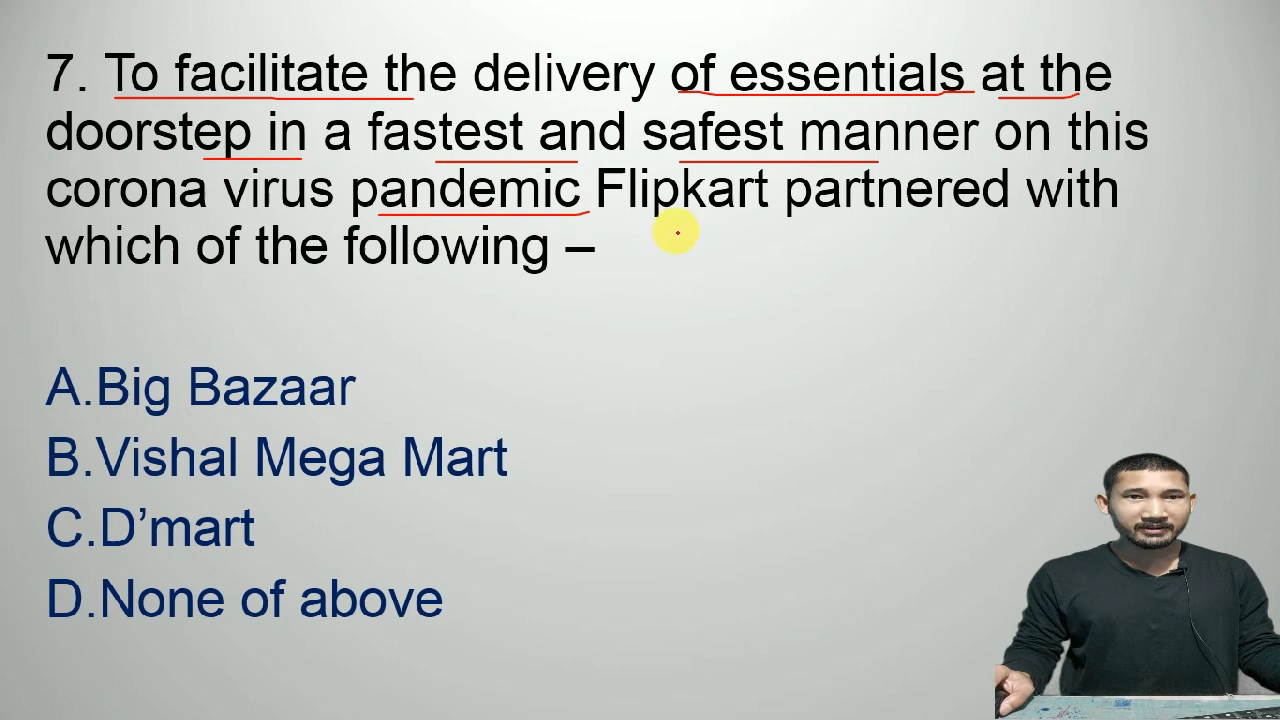 7. To facilitate the delivery of essentials at the
doorstep in a fastest and safest manner on this
corona virus pandemic Flipkart partnered with
which of the following –
A.Big Bazaar
B.Vishal Mega Mart
C.D’mart
D.None of above